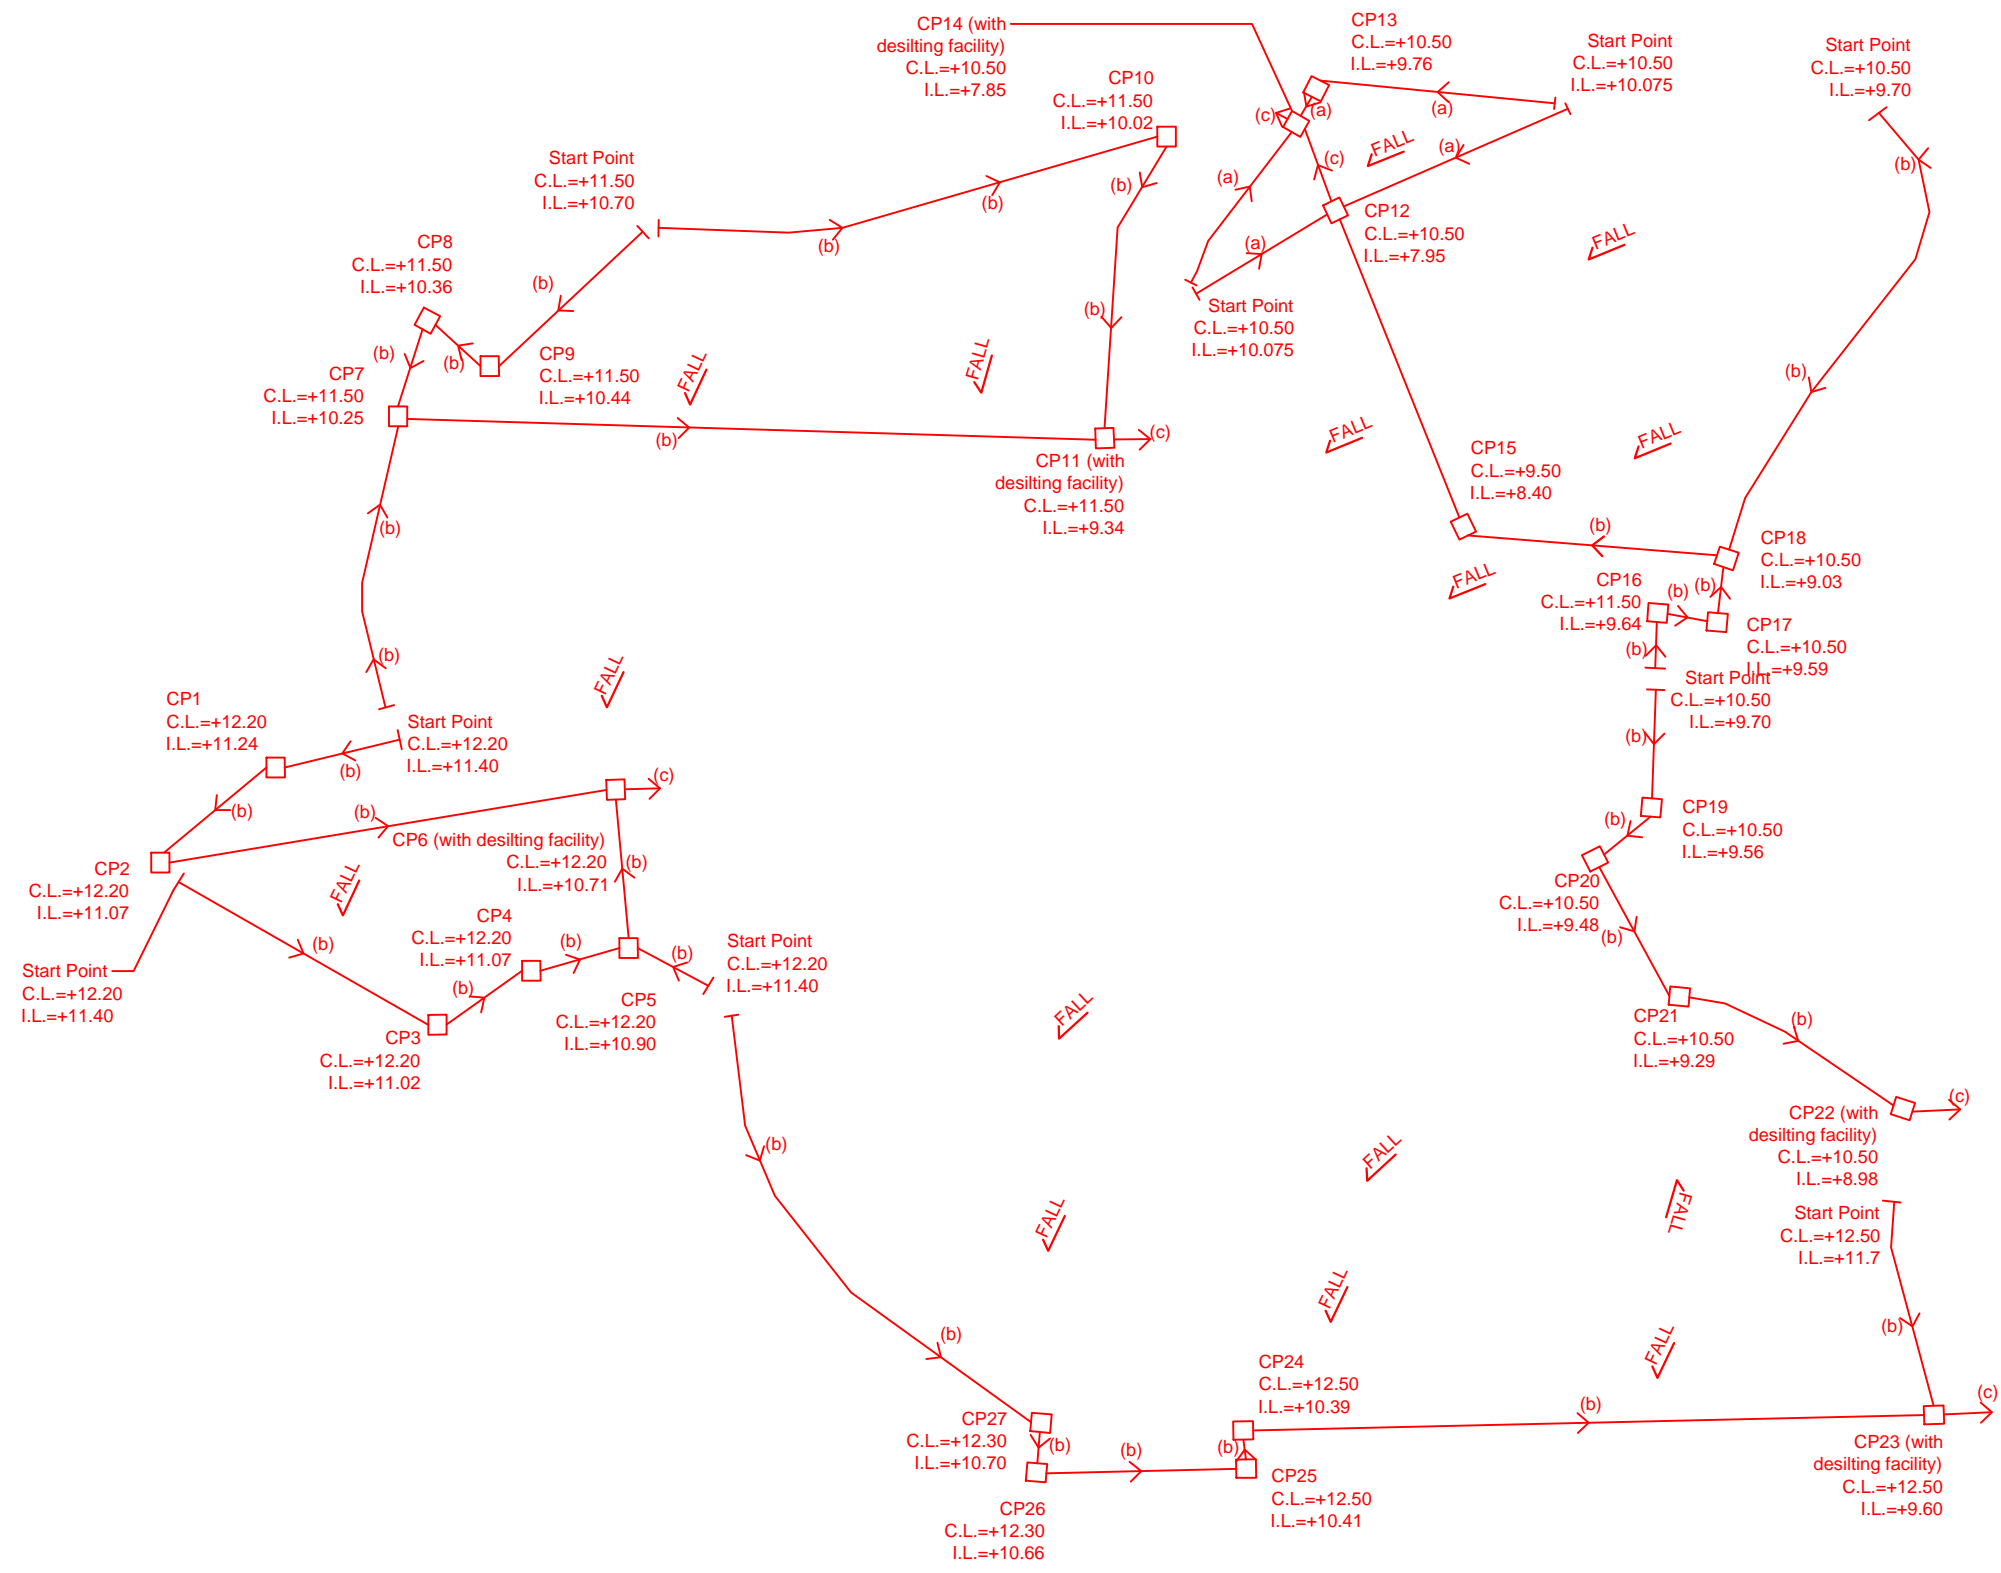 CP14 (with
desilting facility)
C.L.=+10.50
I.L.=+7.85
CP13
C.L.=+10.50
I.L.=+9.76
Start Point
C.L.=+10.50
I.L.=+10.075
Start Point
C.L.=+10.50
I.L.=+9.70
CP10
C.L.=+11.50
I.L.=+10.02
(c)
(a)
(a)
(a)
FALL
(c)
(b)
Start Point
C.L.=+11.50
I.L.=+10.70
(b)
(b)
(b)
(a)
(a)
CP12
C.L.=+10.50
I.L.=+7.95
FALL
CP8
C.L.=+11.50
I.L.=+10.36
(b)
(b)
Start Point
C.L.=+10.50
I.L.=+10.075
(b)
(b)
CP9
C.L.=+11.50
I.L.=+10.44
FALL
FALL
(b)
CP7
C.L.=+11.50
I.L.=+10.25
(b)
(c)
FALL
FALL
CP11 (with
desilting facility)
C.L.=+11.50
I.L.=+9.34
CP15
C.L.=+9.50
I.L.=+8.40
(b)
(b)
CP18
C.L.=+10.50
I.L.=+9.03
FALL
CP16
C.L.=+11.50
I.L.=+9.64
(b)
(b)
CP17
C.L.=+10.50
I.L.=+9.59
(b)
(b)
FALL
Start Point
C.L.=+10.50
I.L.=+9.70
CP1
C.L.=+12.20
I.L.=+11.24
Start Point
C.L.=+12.20
I.L.=+11.40
(b)
(b)
(c)
(b)
(b)
CP6 (with desilting facility)
C.L.=+12.20
I.L.=+10.71
(b)
CP19
C.L.=+10.50
I.L.=+9.56
(b)
CP2
C.L.=+12.20
I.L.=+11.07
FALL
CP20
C.L.=+10.50
I.L.=+9.48
(b)
CP4
C.L.=+12.20
I.L.=+11.07
(b)
(b)
(b)
Start Point
C.L.=+12.20
I.L.=+11.40
Start Point
C.L.=+12.20
I.L.=+11.40
(b)
CP5
C.L.=+12.20
I.L.=+10.90
CP3
C.L.=+12.20
I.L.=+11.02
FALL
CP21
C.L.=+10.50
I.L.=+9.29
(b)
(c)
CP22 (with
desilting facility)
C.L.=+10.50
I.L.=+8.98
(b)
FALL
FALL
FALL
Start Point
C.L.=+12.50
I.L.=+11.7
FALL
(b)
(b)
FALL
CP24
C.L.=+12.50
I.L.=+10.39
(b)
(c)
CP27
C.L.=+12.30
I.L.=+10.70
(b)
(b)
(b)
CP23 (with
desilting facility)
C.L.=+12.50
I.L.=+9.60
CP25
C.L.=+12.50
I.L.=+10.41
CP26
C.L.=+12.30
I.L.=+10.66